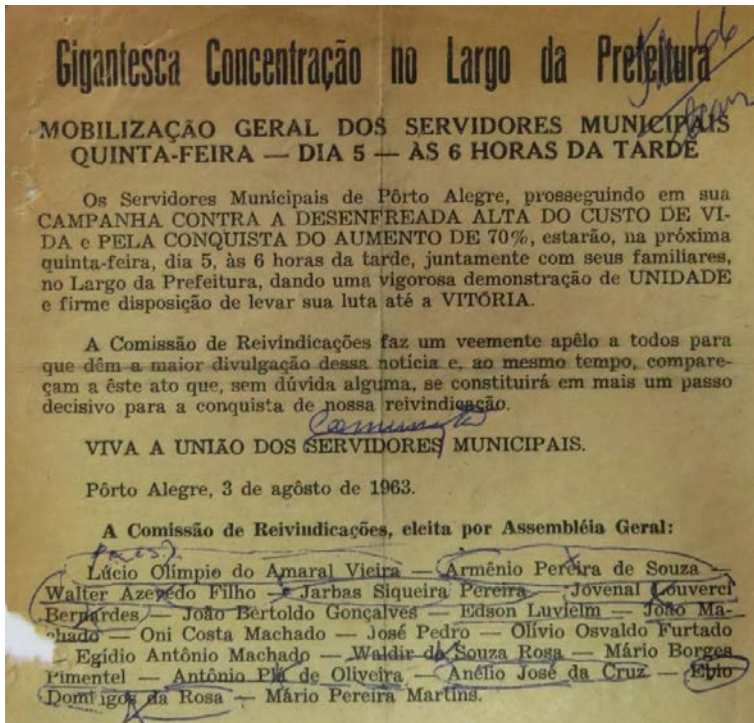 Gigantesca Concentração no Largo da Prefeitura
MOBILIZAÇÃO GERAL DOS SERVIDORES MUNICIPAIS
QUINTA-FEIRA — DIA 5 — ÀS 6 HORAS DA TARDE
Os Servidores Municipais de Pôrto Alegre, prosseguindo em sua
CAMPANHA CONTRA A DESENFREADA ALTA DO CUSTO DE VI-
DA e PELA CONQUISTA DO AUMENTO DE 70%, estarão, na próxima
quinta-feira, dia 5, às 6 horas da tarde, juntamente com seus familiares,
no Largo da Prefeitura, dando uma vigorosa demonstração de UNIDADE
e firme disposição de levar sua luta até a VITÓRIA.
A Comissão de Reivindicações faz um veemente apêlo a todos para
que dêm a maior divulgação dessa notícia e, ao mesmo tempo, compare-
çam a êste ato que, sem dúvida alguma, se constituirá em mais um passo
decisivo para a conquista de nossa reivindicação.
VIVA A UNIÃO DOS SERVIDORES MUNICIPAIS.
Pôrto Alegre, 3 de agôsto de 1963.
A Comissão de Reivindicações, eleita por Assembléia Geral:
Lúcio Olímpio do Amaral Vieira — Armênio Pereira de Souza —
Walter Azevêdo Filho — Jarbas Siqueira Pereira — Jovenal Louverci
Bernardes — João Bertoldo Gonçalves — Edson Luvielm — João Ma-
chado — Oni Costa Machado — José Pedro — Olívio Osvaldo Furtado
— Egídio Antônio Machado — Waldir de Souza Rosa — Mário Borges
Pimentel — Antônio Plá de Oliveira — Anélio José da Cruz — Ebio
Domigos da Rosa — Mário Pereira Martins.